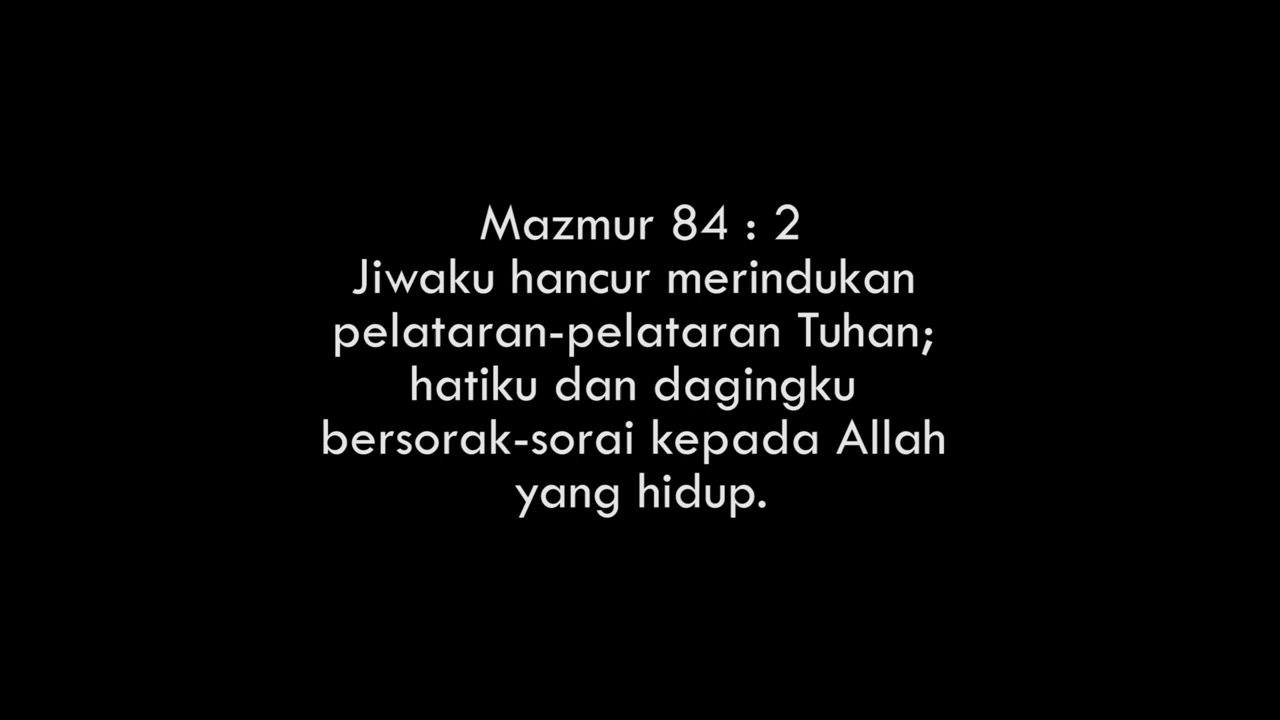 Mazmur 84 : 2
Jiwaku hancur merindukan
pelataran-pelataran Tuhan;
hatiku dan dagingku
bersorak-sorai kepada Allah
yang hidup.